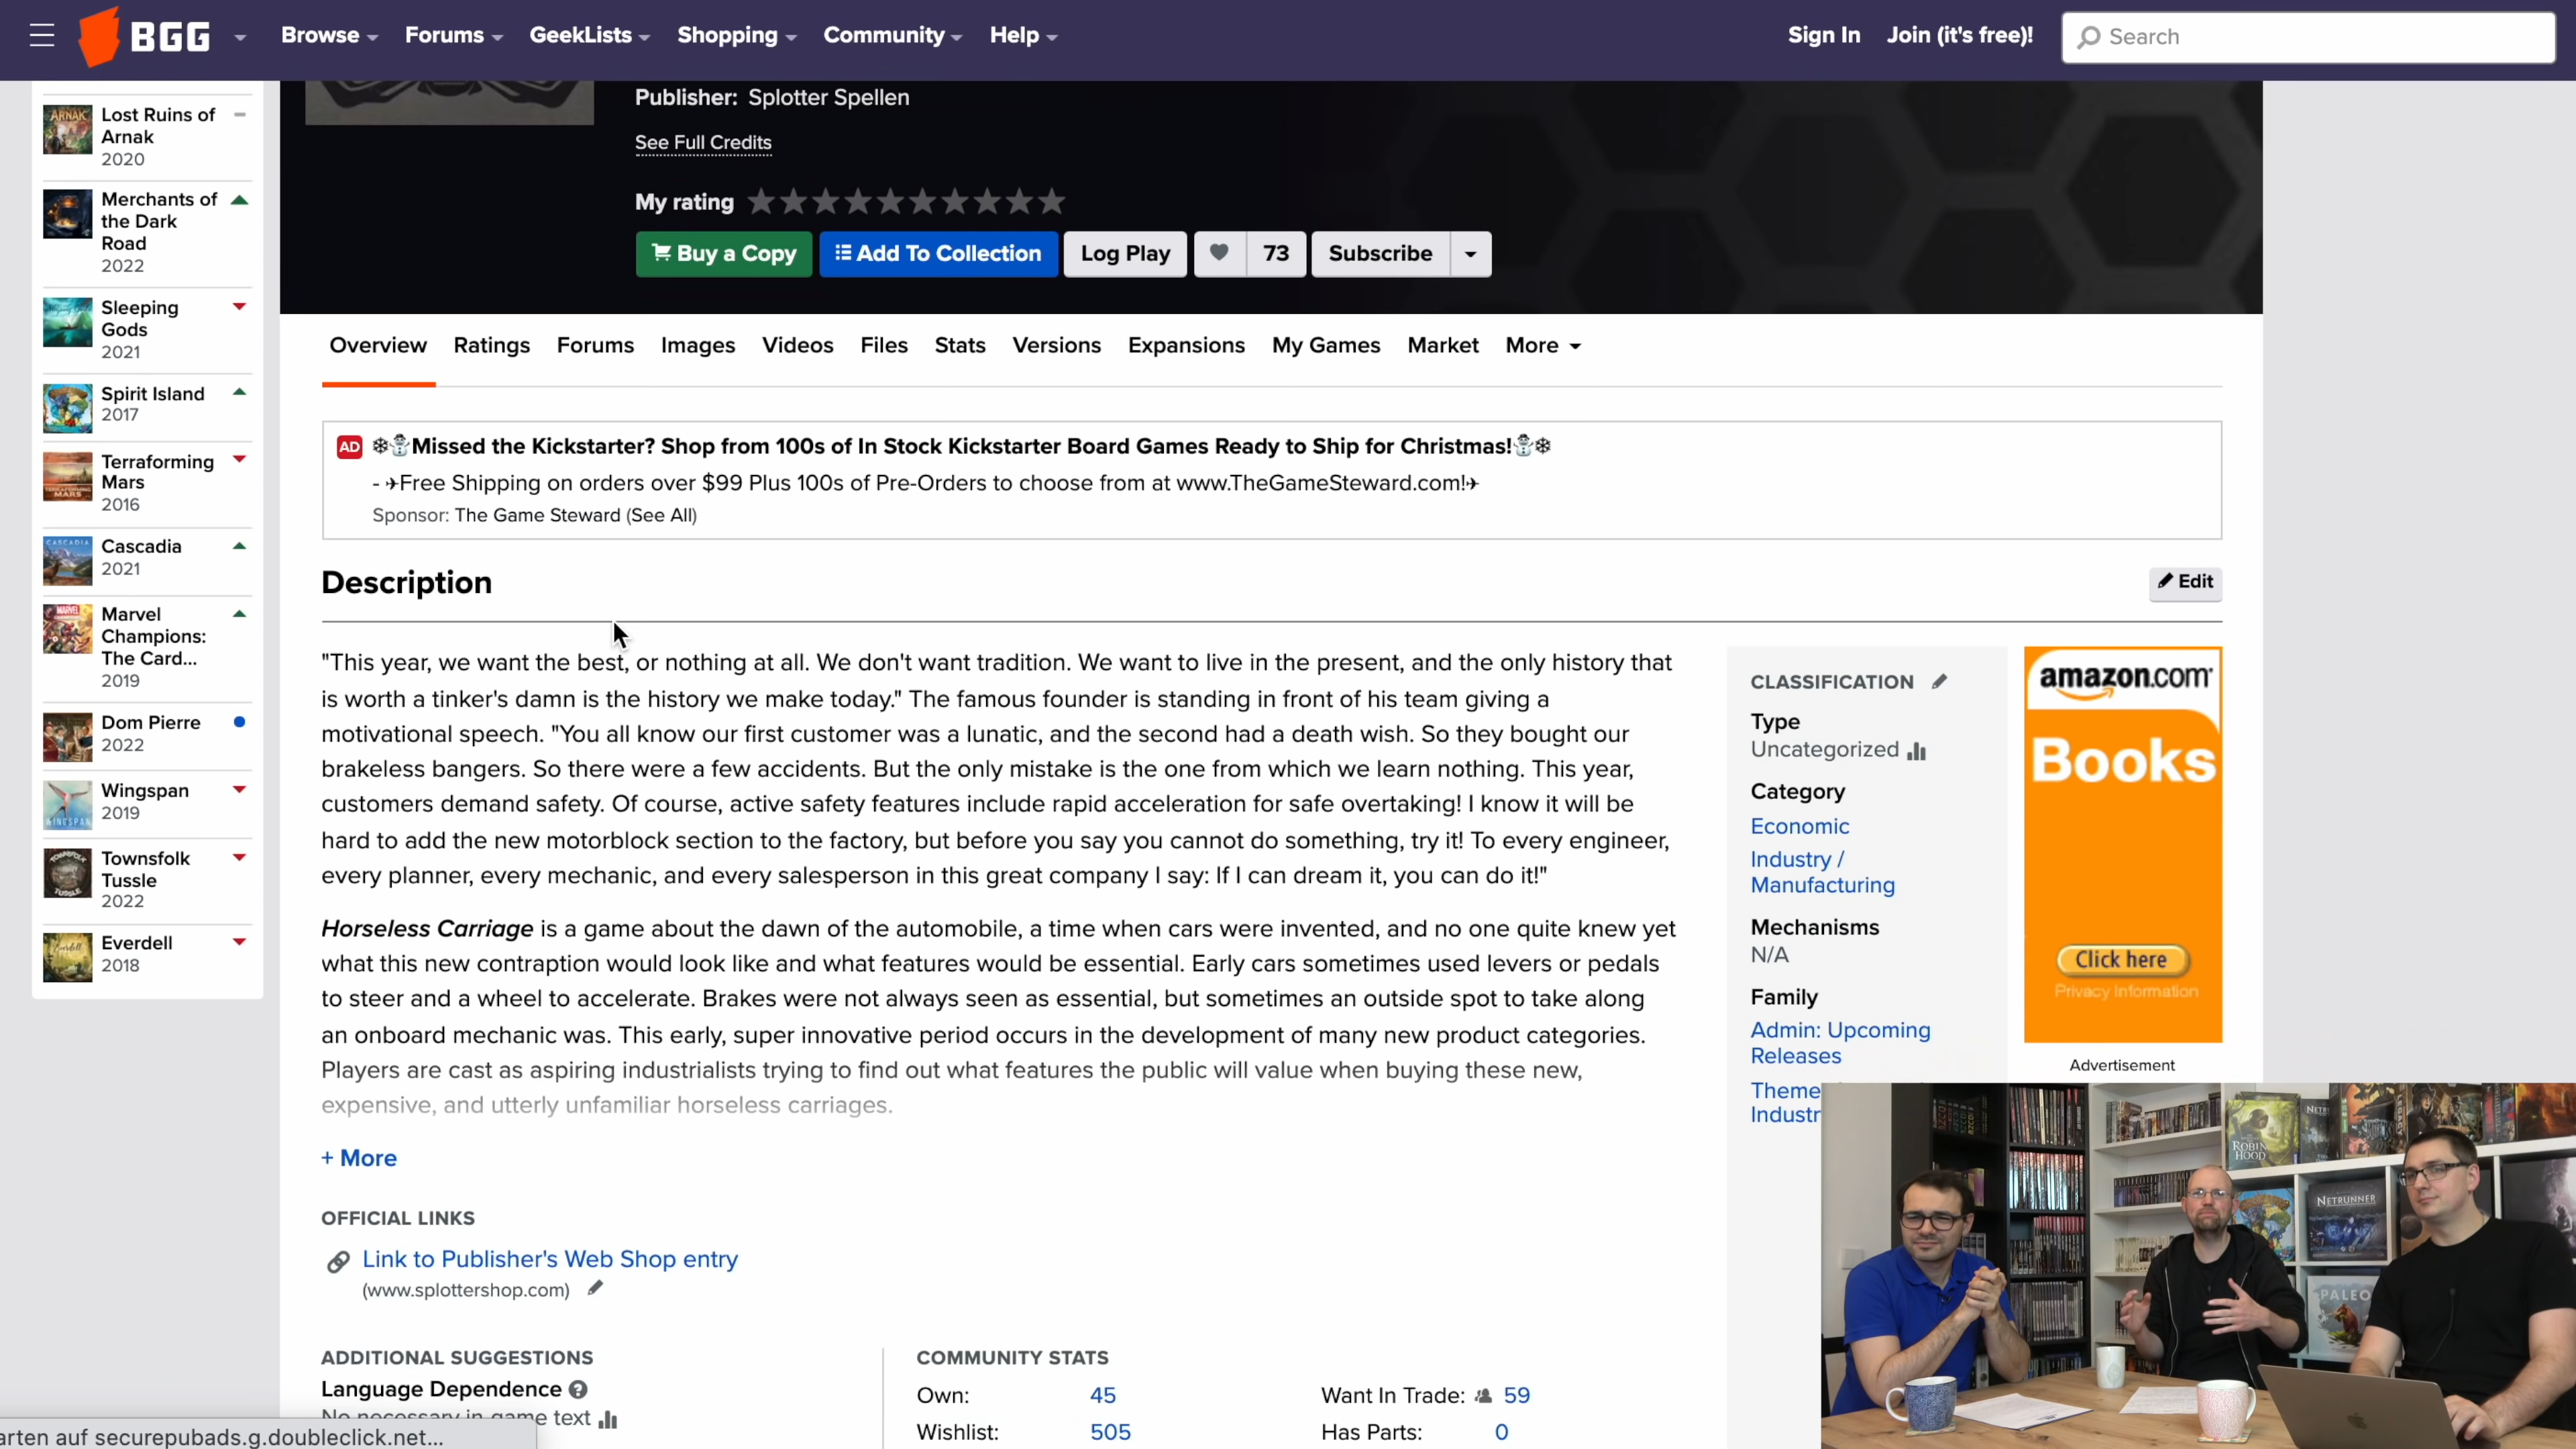 BGG
Browse
Forums
GeekLists
Shopping
Community
Help
Sign In
Join (it's free)!
Search
Lost Ruins of
Arnak
2020
Merchants of
the Dark
Road
2022
Sleeping
Gods
2021
Spirit Island
2017
Terraforming
Mars
2016
Cascadia
2021
Marvel
Champions:
The Card...
2019
Dom Pierre
2022
Wingspan
2019
Townsfolk
Tussle
2022
Everdell
2018
Publisher: Splotter Spellen
See Full Credits
My rating
Buy a Copy
Add To Collection
Log Play
73
Subscribe
Overview
Ratings
Forums
Images
Videos
Files
Stats
Versions
Expansions
My Games
Market
More
AD ❄☃Missed the Kickstarter? Shop from 100s of In Stock Kickstarter Board Games Ready to Ship for Christmas!☃❄
- ✈Free Shipping on orders over $99 Plus 100s of Pre-Orders to choose from at www.TheGameSteward.com!✈
Sponsor: The Game Steward (See All)
Description
Edit
"This year, we want the best, or nothing at all. We don't want tradition. We want to live in the present, and the only history that
is worth a tinker's damn is the history we make today." The famous founder is standing in front of his team giving a
motivational speech. "You all know our first customer was a lunatic, and the second had a death wish. So they bought our
brakeless bangers. So there were a few accidents. But the only mistake is the one from which we learn nothing. This year,
customers demand safety. Of course, active safety features include rapid acceleration for safe overtaking! I know it will be
hard to add the new motorblock section to the factory, but before you say you cannot do something, try it! To every engineer,
every planner, every mechanic, and every salesperson in this great company I say: If I can dream it, you can do it!"
Horseless Carriage is a game about the dawn of the automobile, a time when cars were invented, and no one quite knew yet
what this new contraption would look like and what features would be essential. Early cars sometimes used levers or pedals
to steer and a wheel to accelerate. Brakes were not always seen as essential, but sometimes an outside spot to take along
an onboard mechanic was. This early, super innovative period occurs in the development of many new product categories.
Players are cast as aspiring industrialists trying to find out what features the public will value when buying these new,
expensive, and utterly unfamiliar horseless carriages.
+ More
OFFICIAL LINKS
Link to Publisher's Web Shop entry
(www.splottershop.com)
ADDITIONAL SUGGESTIONS
Language Dependence
No necessary in-game text
COMMUNITY STATS
Own: 45
Wishlist: 505
Want In Trade: 59
Has Parts: 0
CLASSIFICATION
Type
Uncategorized
Category
Economic
Industry /
Manufacturing
Mechanisms
N/A
Family
Admin: Upcoming
Releases
Theme
Industr
amazon.com
Books
Click here
Privacy Information
Advertisement
ROBIN
HOOD
NETRUNNER
PALEO
arten auf securepubads.g.doubleclick.net...